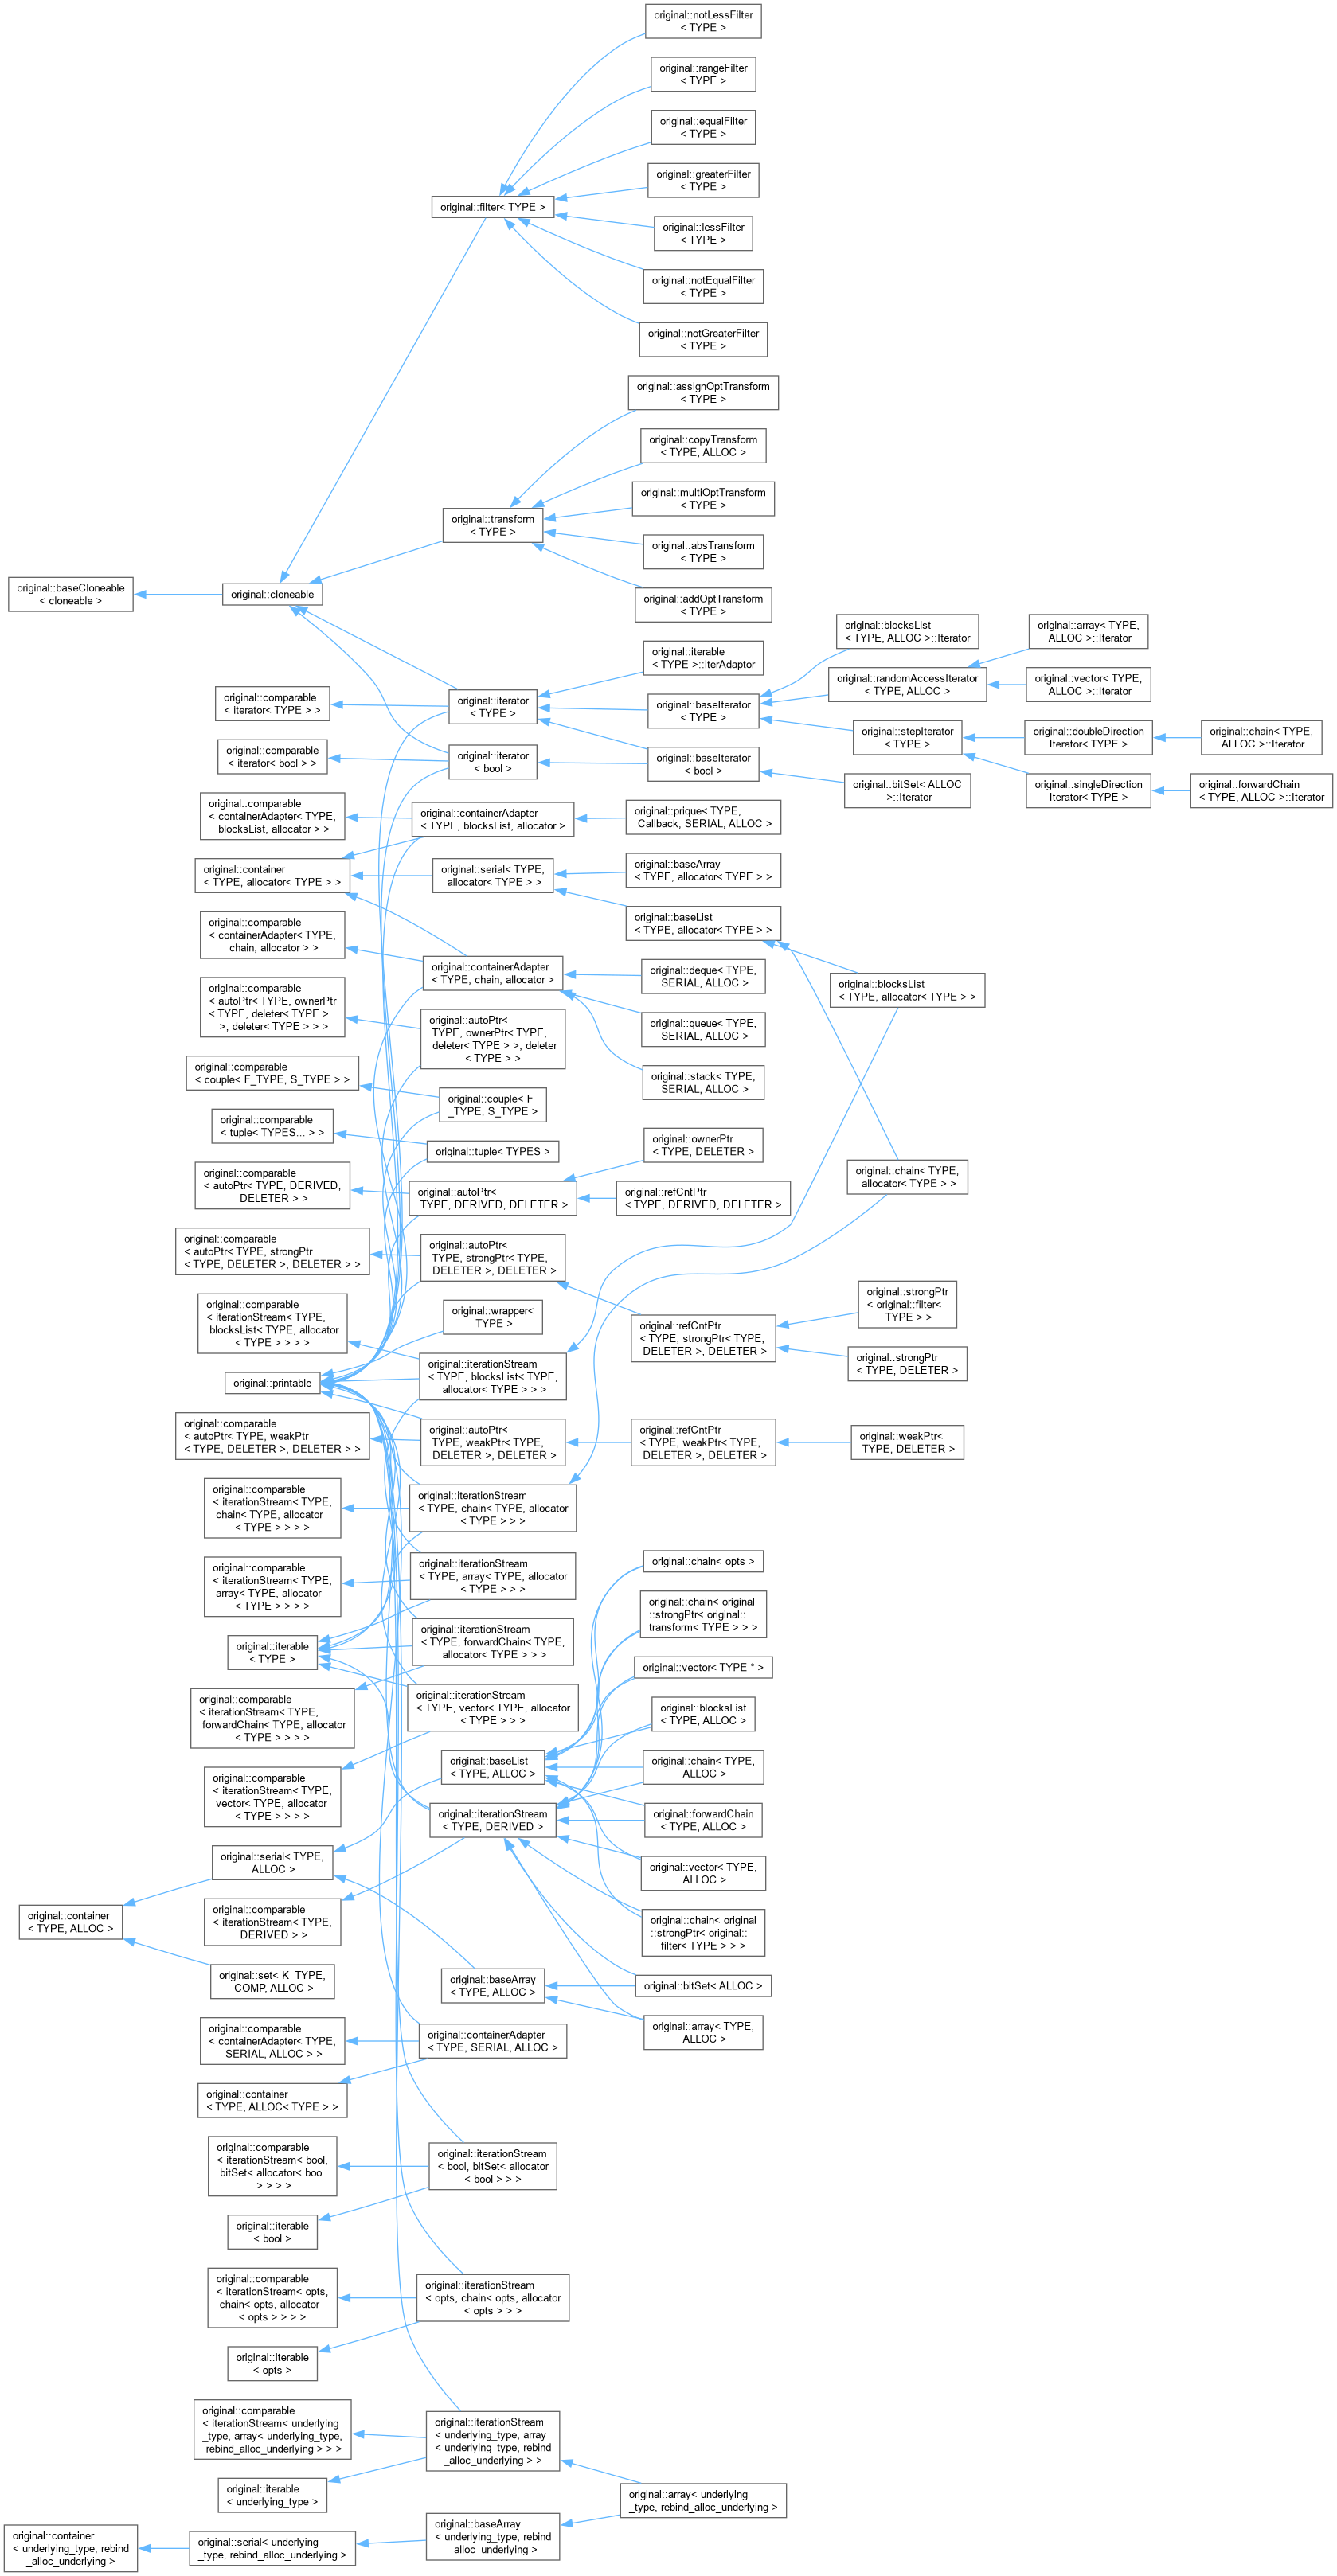 original::notLessFilter
< TYPE >
original::rangeFilter
< TYPE >
original::equalFilter
< TYPE >
original::greaterFilter
< TYPE >
original::filter< TYPE >
original::lessFilter
< TYPE >
original::notEqualFilter
< TYPE >
original::notGreaterFilter
< TYPE >
original::assignOptTransform
< TYPE >
original::copyTransform
< TYPE, ALLOC >
original::multiOptTransform
< TYPE >
original::transform
< TYPE >
original::absTransform
< TYPE >
original::addOptTransform
< TYPE >
original::baseCloneable
< cloneable >
original::cloneable
original::iterable
< TYPE >::iterAdaptor
original::blocksList
< TYPE, ALLOC >::Iterator
original::array< TYPE,
ALLOC >::Iterator
original::comparable
< iterator< TYPE > >
original::iterator
< TYPE >
original::baseIterator
< TYPE >
original::randomAccessIterator
< TYPE, ALLOC >
original::vector< TYPE,
ALLOC >::Iterator
original::stepIterator
< TYPE >
original::doubleDirection
Iterator< TYPE >
original::chain< TYPE,
ALLOC >::Iterator
original::comparable
< iterator< bool > >
original::iterator
< bool >
original::baseIterator
< bool >
original::bitSet< ALLOC
>::Iterator
original::singleDirection
Iterator< TYPE >
original::forwardChain
< TYPE, ALLOC >::Iterator
original::comparable
< containerAdapter< TYPE,
blocksList, allocator > >
original::containerAdapter
< TYPE, blocksList, allocator >
original::prique< TYPE,
Callback, SERIAL, ALLOC >
original::container
< TYPE, allocator< TYPE > >
original::serial< TYPE,
allocator< TYPE > >
original::baseArray
< TYPE, allocator< TYPE > >
original::baseList
< TYPE, allocator< TYPE > >
original::comparable
< containerAdapter< TYPE,
chain, allocator > >
original::containerAdapter
< TYPE, chain, allocator >
original::deque< TYPE,
SERIAL, ALLOC >
original::blocksList
< TYPE, allocator< TYPE > >
original::comparable
< autoPtr< TYPE, ownerPtr
< TYPE, deleter< TYPE >
>, deleter< TYPE > > >
original::autoPtr<
TYPE, ownerPtr< TYPE,
deleter< TYPE > >, deleter
< TYPE > >
original::queue< TYPE,
SERIAL, ALLOC >
original::stack< TYPE,
SERIAL, ALLOC >
original::comparable
< couple< F_TYPE, S_TYPE > >
original::couple< F
_TYPE, S_TYPE >
original::comparable
< tuple< TYPES... > >
original::tuple< TYPES >
original::ownerPtr
< TYPE, DELETER >
original::chain< TYPE,
allocator< TYPE > >
original::comparable
< autoPtr< TYPE, DERIVED,
DELETER > >
original::autoPtr<
TYPE, DERIVED, DELETER >
original::refCntPtr
< TYPE, DERIVED, DELETER >
original::comparable
< autoPtr< TYPE, strongPtr
< TYPE, DELETER >, DELETER > >
original::autoPtr<
TYPE, strongPtr< TYPE,
DELETER >, DELETER >
original::strongPtr
< original::filter<
TYPE > >
original::comparable
< iterationStream< TYPE,
blocksList< TYPE, allocator
< TYPE > > > >
original::wrapper<
TYPE >
original::refCntPtr
< TYPE, strongPtr< TYPE,
DELETER >, DELETER >
original::strongPtr
< TYPE, DELETER >
original::printable
original::iterationStream
< TYPE, blocksList< TYPE,
allocator< TYPE > > >
original::comparable
< autoPtr< TYPE, weakPtr
< TYPE, DELETER >, DELETER > >
original::autoPtr<
TYPE, weakPtr< TYPE,
DELETER >, DELETER >
original::refCntPtr
< TYPE, weakPtr< TYPE,
DELETER >, DELETER >
original::weakPtr<
TYPE, DELETER >
original::comparable
< iterationStream< TYPE,
chain< TYPE, allocator
< TYPE > > > >
original::iterationStream
< TYPE, chain< TYPE, allocator
< TYPE > > >
original::comparable
< iterationStream< TYPE,
array< TYPE, allocator
< TYPE > > > >
original::iterationStream
< TYPE, array< TYPE, allocator
< TYPE > > >
original::chain< opts >
original::chain< original
::strongPtr< original::
transform< TYPE > > >
original::iterable
< TYPE >
original::iterationStream
< TYPE, forwardChain< TYPE,
allocator< TYPE > > >
original::vector< TYPE * >
original::comparable
< iterationStream< TYPE,
forwardChain< TYPE, allocator
< TYPE > > > >
original::iterationStream
< TYPE, vector< TYPE, allocator
< TYPE > > >
original::blocksList
< TYPE, ALLOC >
original::comparable
< iterationStream< TYPE,
vector< TYPE, allocator
< TYPE > > > >
original::baseList
< TYPE, ALLOC >
original::chain< TYPE,
ALLOC >
original::iterationStream
< TYPE, DERIVED >
original::forwardChain
< TYPE, ALLOC >
original::serial< TYPE,
ALLOC >
original::vector< TYPE,
ALLOC >
original::container
< TYPE, ALLOC >
original::comparable
< iterationStream< TYPE,
DERIVED > >
original::chain< original
::strongPtr< original::
filter< TYPE > > >
original::set< K_TYPE,
COMP, ALLOC >
original::baseArray
< TYPE, ALLOC >
original::bitSet< ALLOC >
original::comparable
< containerAdapter< TYPE,
SERIAL, ALLOC > >
original::containerAdapter
< TYPE, SERIAL, ALLOC >
original::array< TYPE,
ALLOC >
original::container
< TYPE, ALLOC< TYPE > >
original::comparable
< iterationStream< bool,
bitSet< allocator< bool
> > > >
original::iterationStream
< bool, bitSet< allocator
< bool > > >
original::iterable
< bool >
original::comparable
< iterationStream< opts,
chain< opts, allocator
< opts > > > >
original::iterationStream
< opts, chain< opts, allocator
< opts > > >
original::iterable
< opts >
original::comparable
< iterationStream< underlying
_type, array< underlying_type,
rebind_alloc_underlying > > >
original::iterationStream
< underlying_type, array
< underlying_type, rebind
_alloc_underlying > >
original::iterable
< underlying_type >
original::array< underlying
_type, rebind_alloc_underlying >
original::container
< underlying_type, rebind
_alloc_underlying >
original::serial< underlying
_type, rebind_alloc_underlying >
original::baseArray
< underlying_type, rebind
_alloc_underlying >